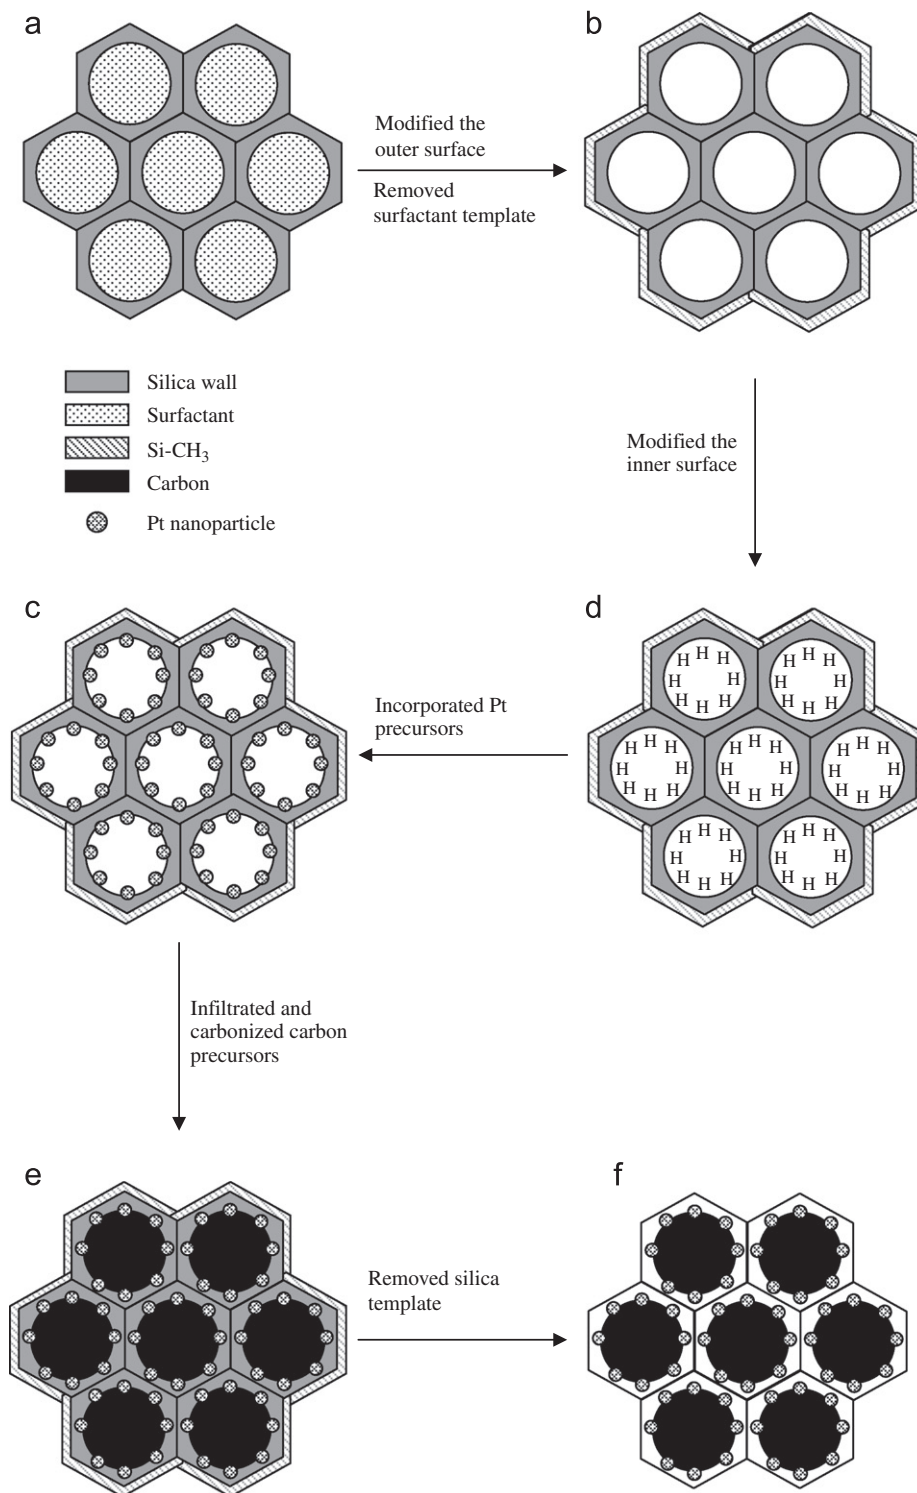 a
b
Modified the
outer surface
Removed
surfactant template
Silica wall
Surfactant
Si-CH₃
Carbon
Pt nanoparticle
Modified the
inner surface
c
d
H H H H H H H H
H H H H H H H H
H H H H H H H H
H H H H H H H H
H H H H H H H H
H H H H H H H H
H H H H H H H H
Incorporated Pt
precursors
Infiltrated and
carbonized carbon
precursors
e
f
Removed silica
template